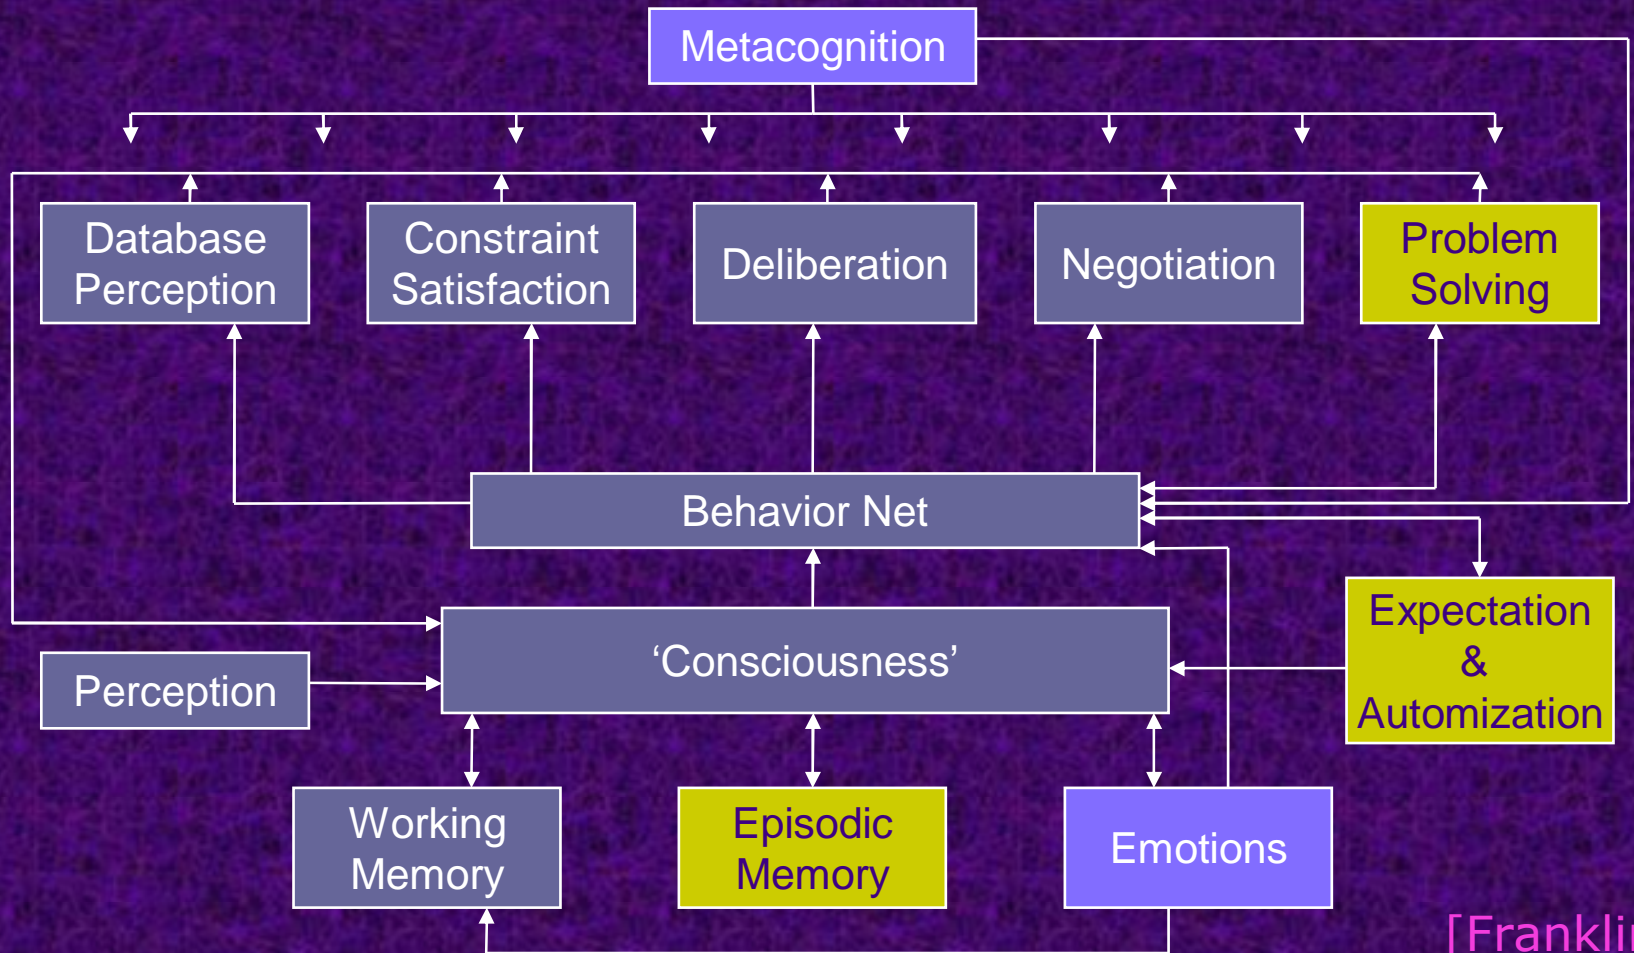 Metacognition
Database
Perception
Constraint
Satisfaction
Deliberation
Negotiation
Problem
Solving
Behavior Net
‘Consciousness’
Perception
Expectation
&
Automization
Working
Memory
Episodic
Memory
Emotions
[Franklin